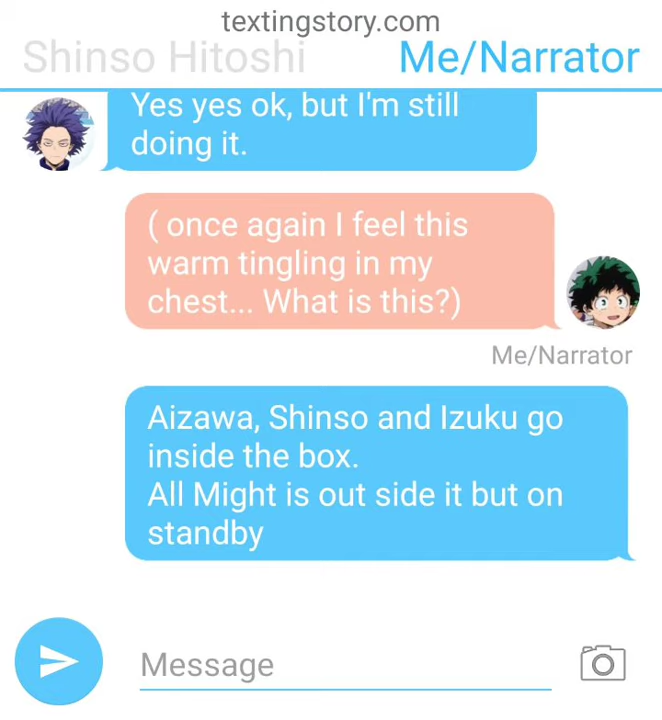 textingstory.com
Shinso Hitoshi Me/Narrator
Yes yes ok, but I'm still
doing it.
( once again I feel this
warm tingling in my
chest... What is this?)
Me/Narrator
Aizawa, Shinso and Izuku go
inside the box.
All Might is out side it but on
standby
Message